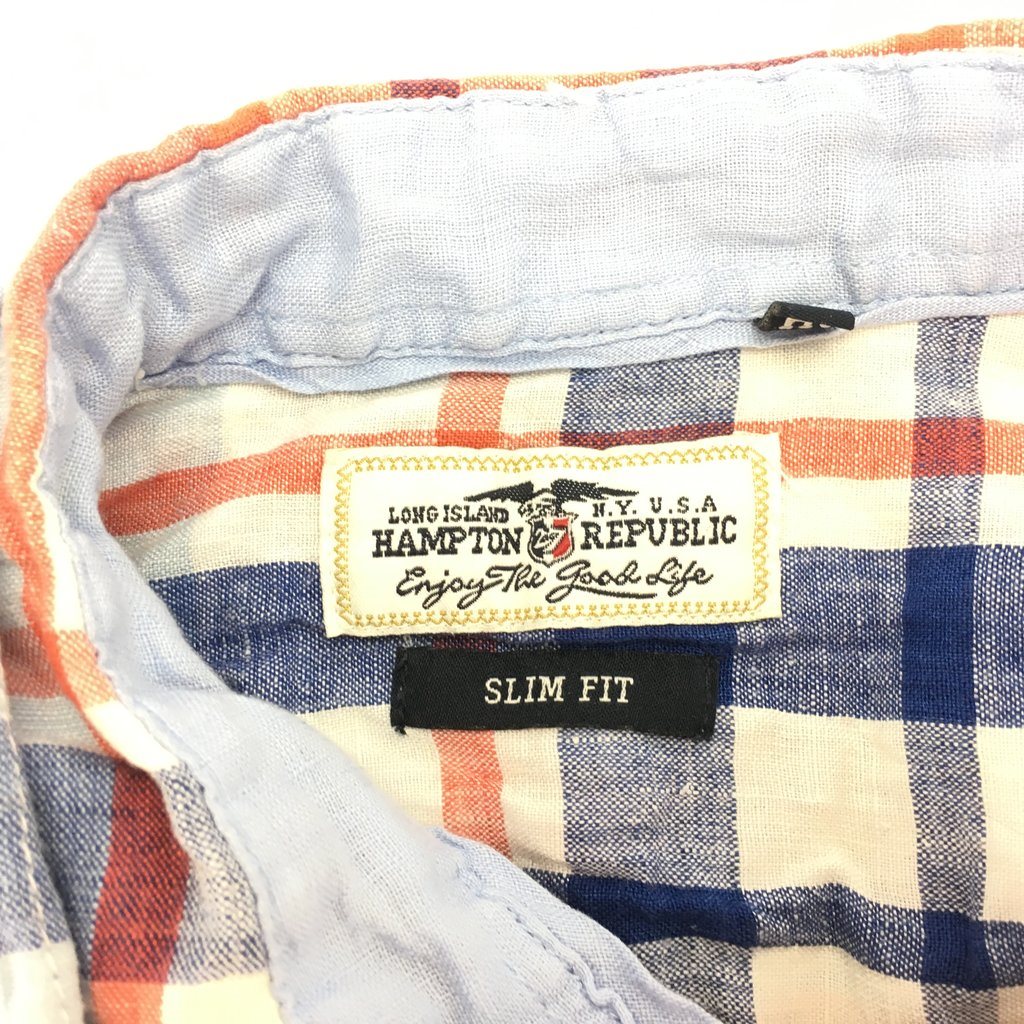 LONG ISLAND N.Y. U.S.A
HAMPTON REPUBLIC
Enjoy The Good Life
SLIM FIT